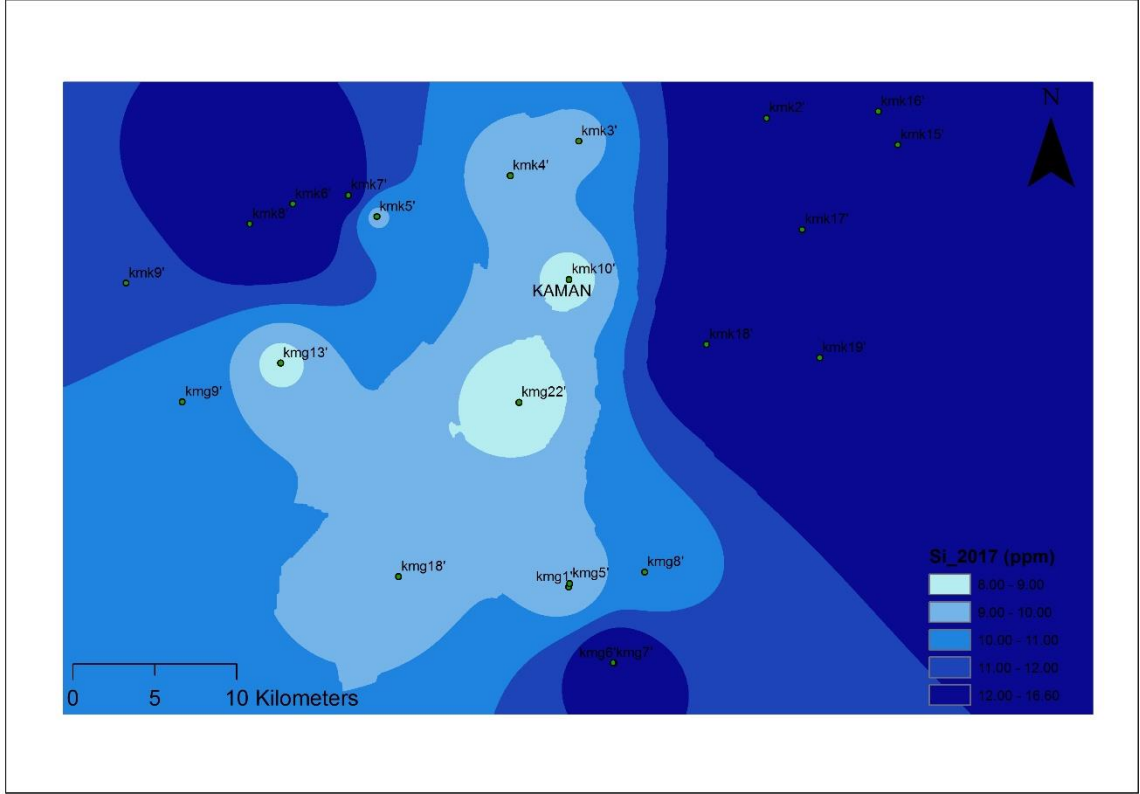 N
kmk16'
kmk2'
kmk3'
kmk15'
kmk4'
kmk7'
kmk6'
kmk5'
kmk8'
kmk17'
kmk9'
kmk10'
KAMAN
kmk18'
kmg13'
kmk19'
kmg9'
kmg22'
Si_2017 (ppm)
kmg18'
kmg1' kmg5'
kmg8'
8.00 - 9.00
9.00 - 10.00
10.00 - 11.00
kmg6' kmg7'
11.00 - 12.00
12.00 - 16.60
0 5 10 Kilometers